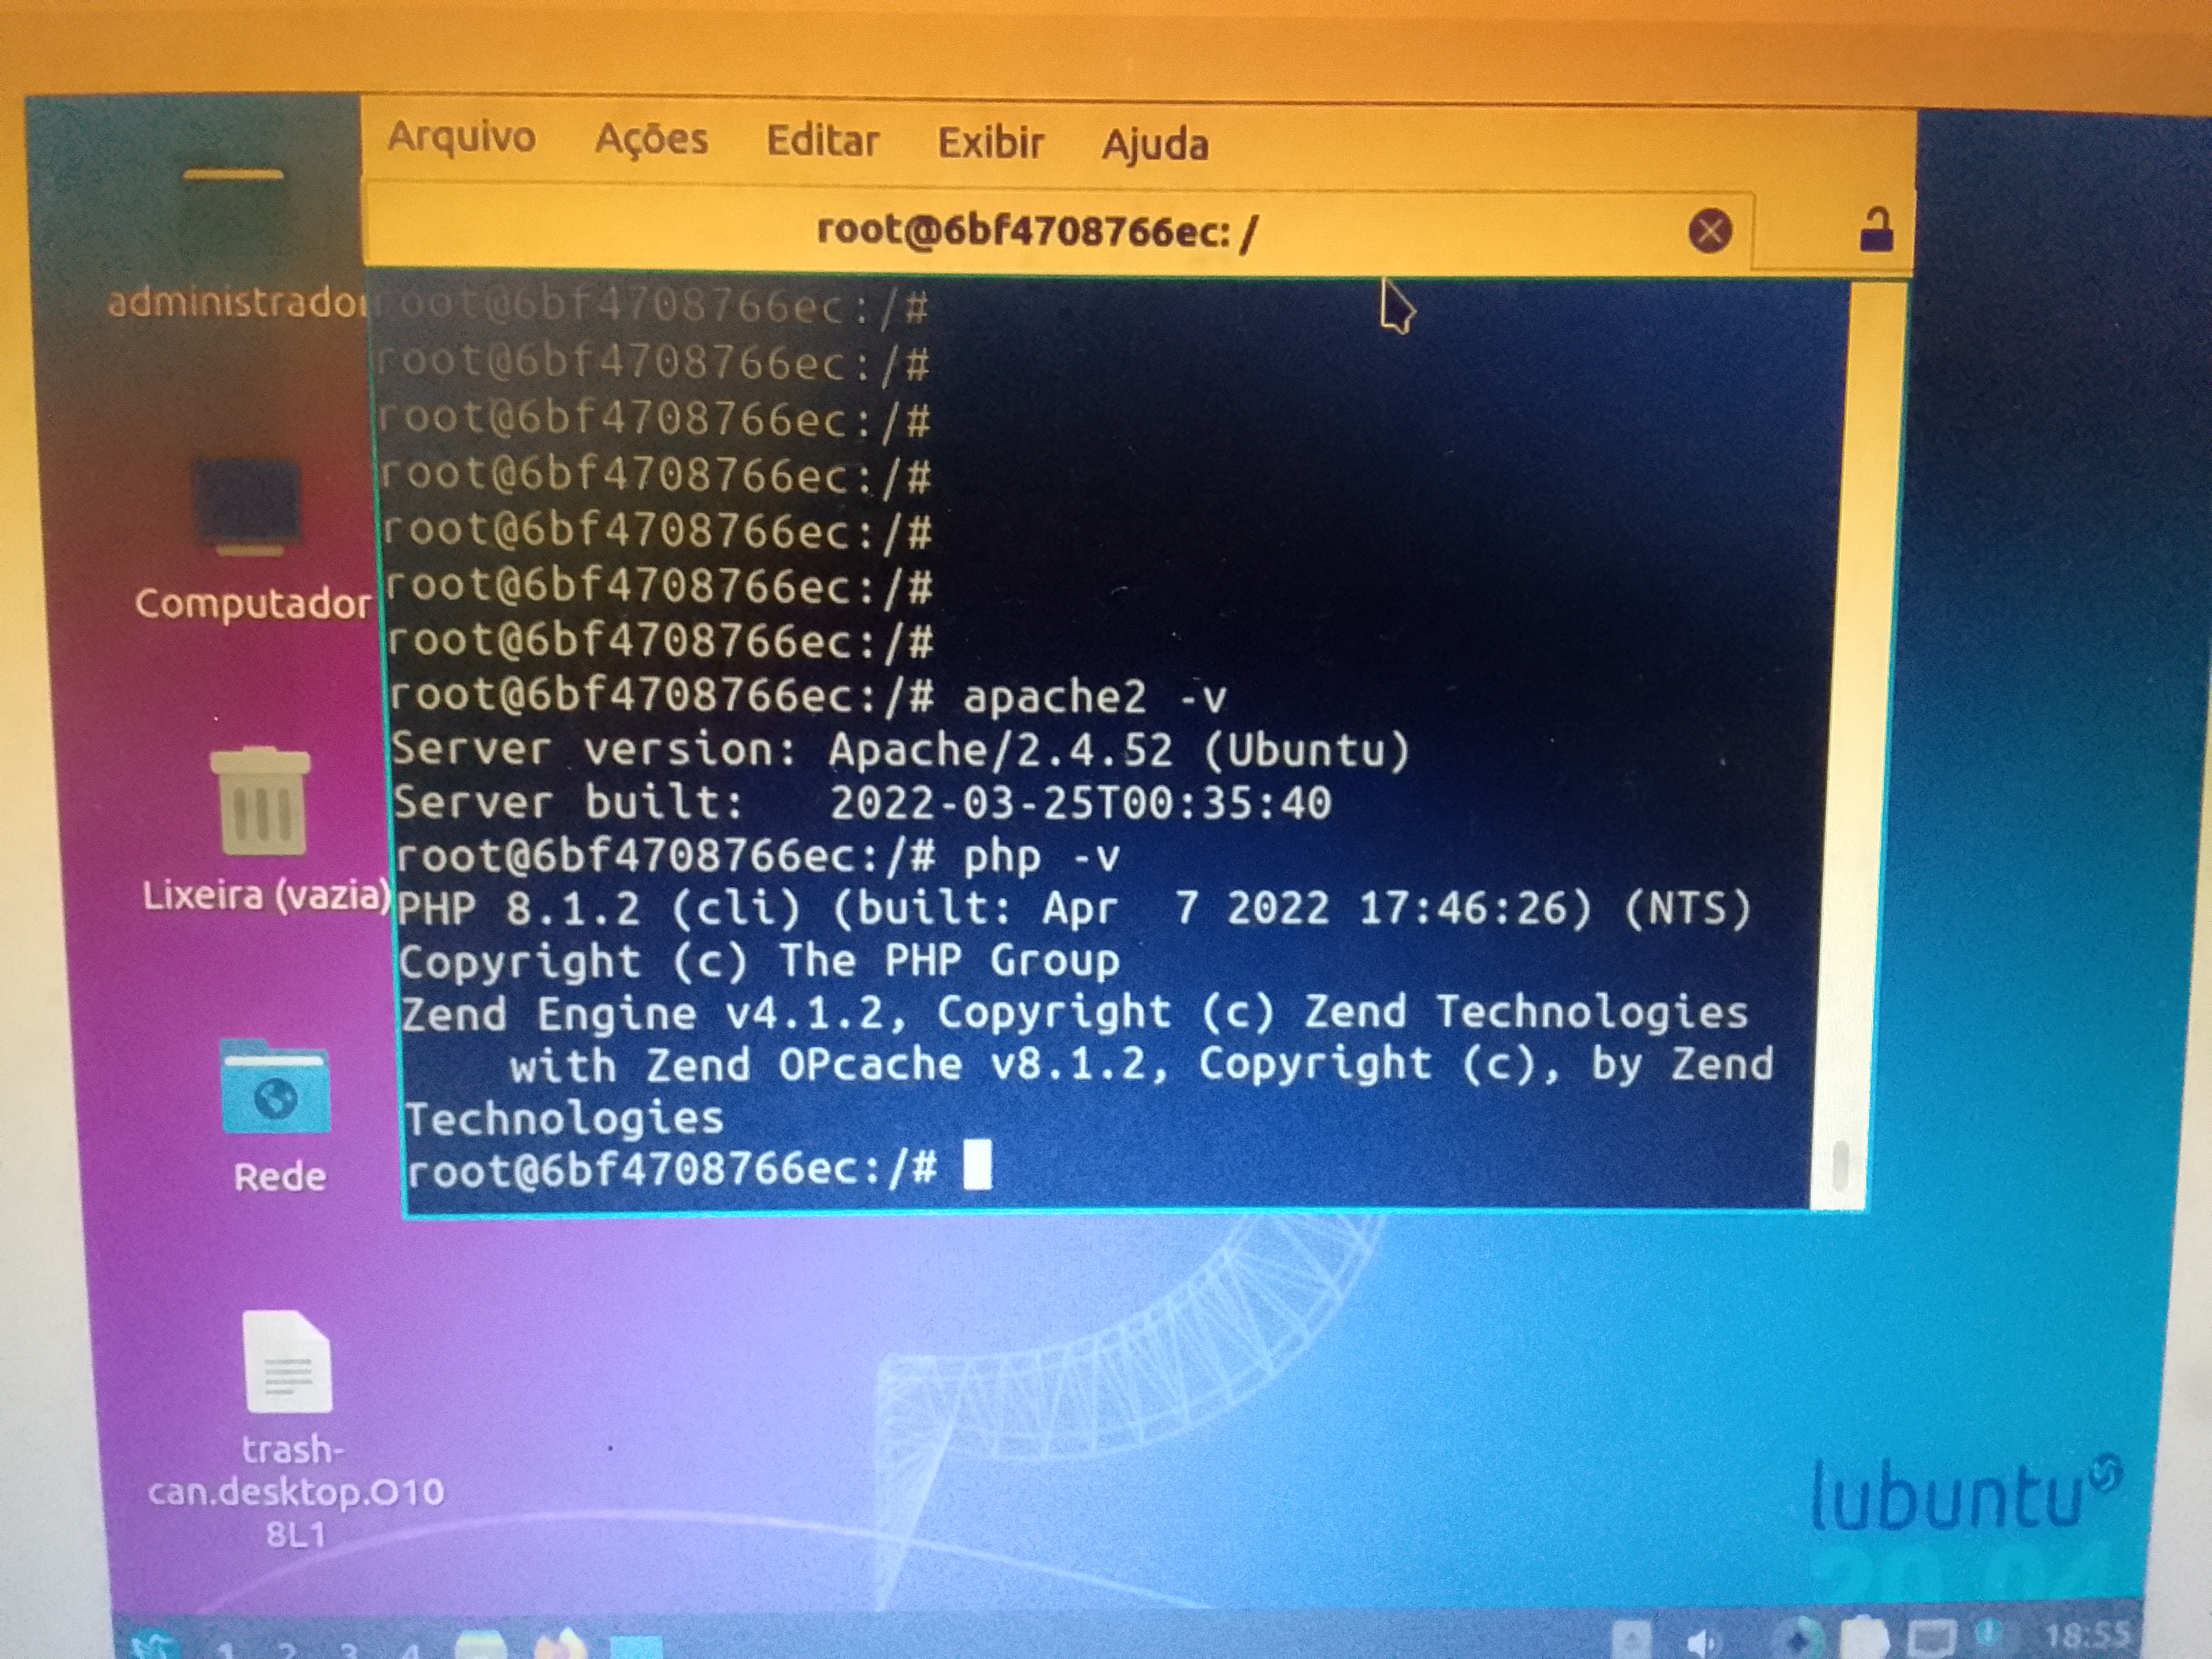 Arquivo Ações Editar Exibir Ajuda
root@6bf4708766ec: /
administrador
root@6bf4708766ec:/#
root@6bf4708766ec:/#
root@6bf4708766ec:/#
root@6bf4708766ec:/#
root@6bf4708766ec:/#
root@6bf4708766ec:/#
root@6bf4708766ec:/#
root@6bf4708766ec:/# apache2 -v
Server version: Apache/2.4.52 (Ubuntu)
Server built:   2022-03-25T00:35:40
root@6bf4708766ec:/# php -v
PHP 8.1.2 (cli) (built: Apr  7 2022 17:46:26) (NTS)
Copyright (c) The PHP Group
Zend Engine v4.1.2, Copyright (c) Zend Technologies
    with Zend OPcache v8.1.2, Copyright (c), by Zend
Technologies
root@6bf4708766ec:/#
Computador
Lixeira (vazia)
Rede
trash-
can.desktop.O10
8L1
lubuntu
20.04
1 2 3 4
18:55